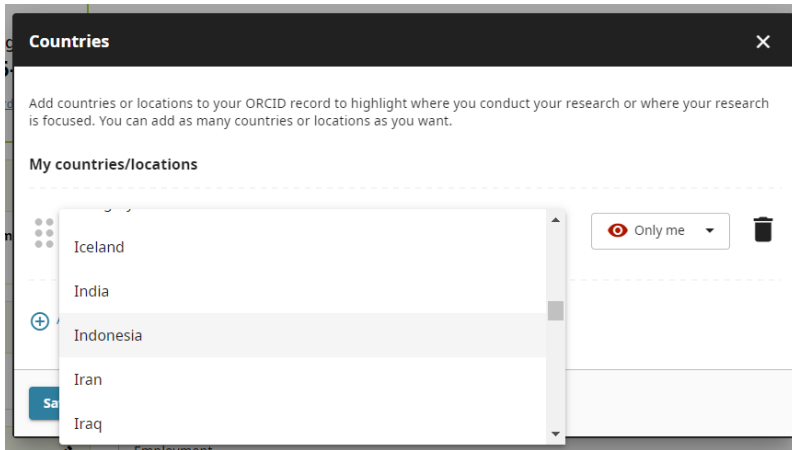 Countries
Add countries or locations to your ORCID record to highlight where you conduct your research or where your research
is focused. You can add as many countries or locations as you want.
My countries/locations
Only me
Iceland
India
Indonesia
Iran
Iraq